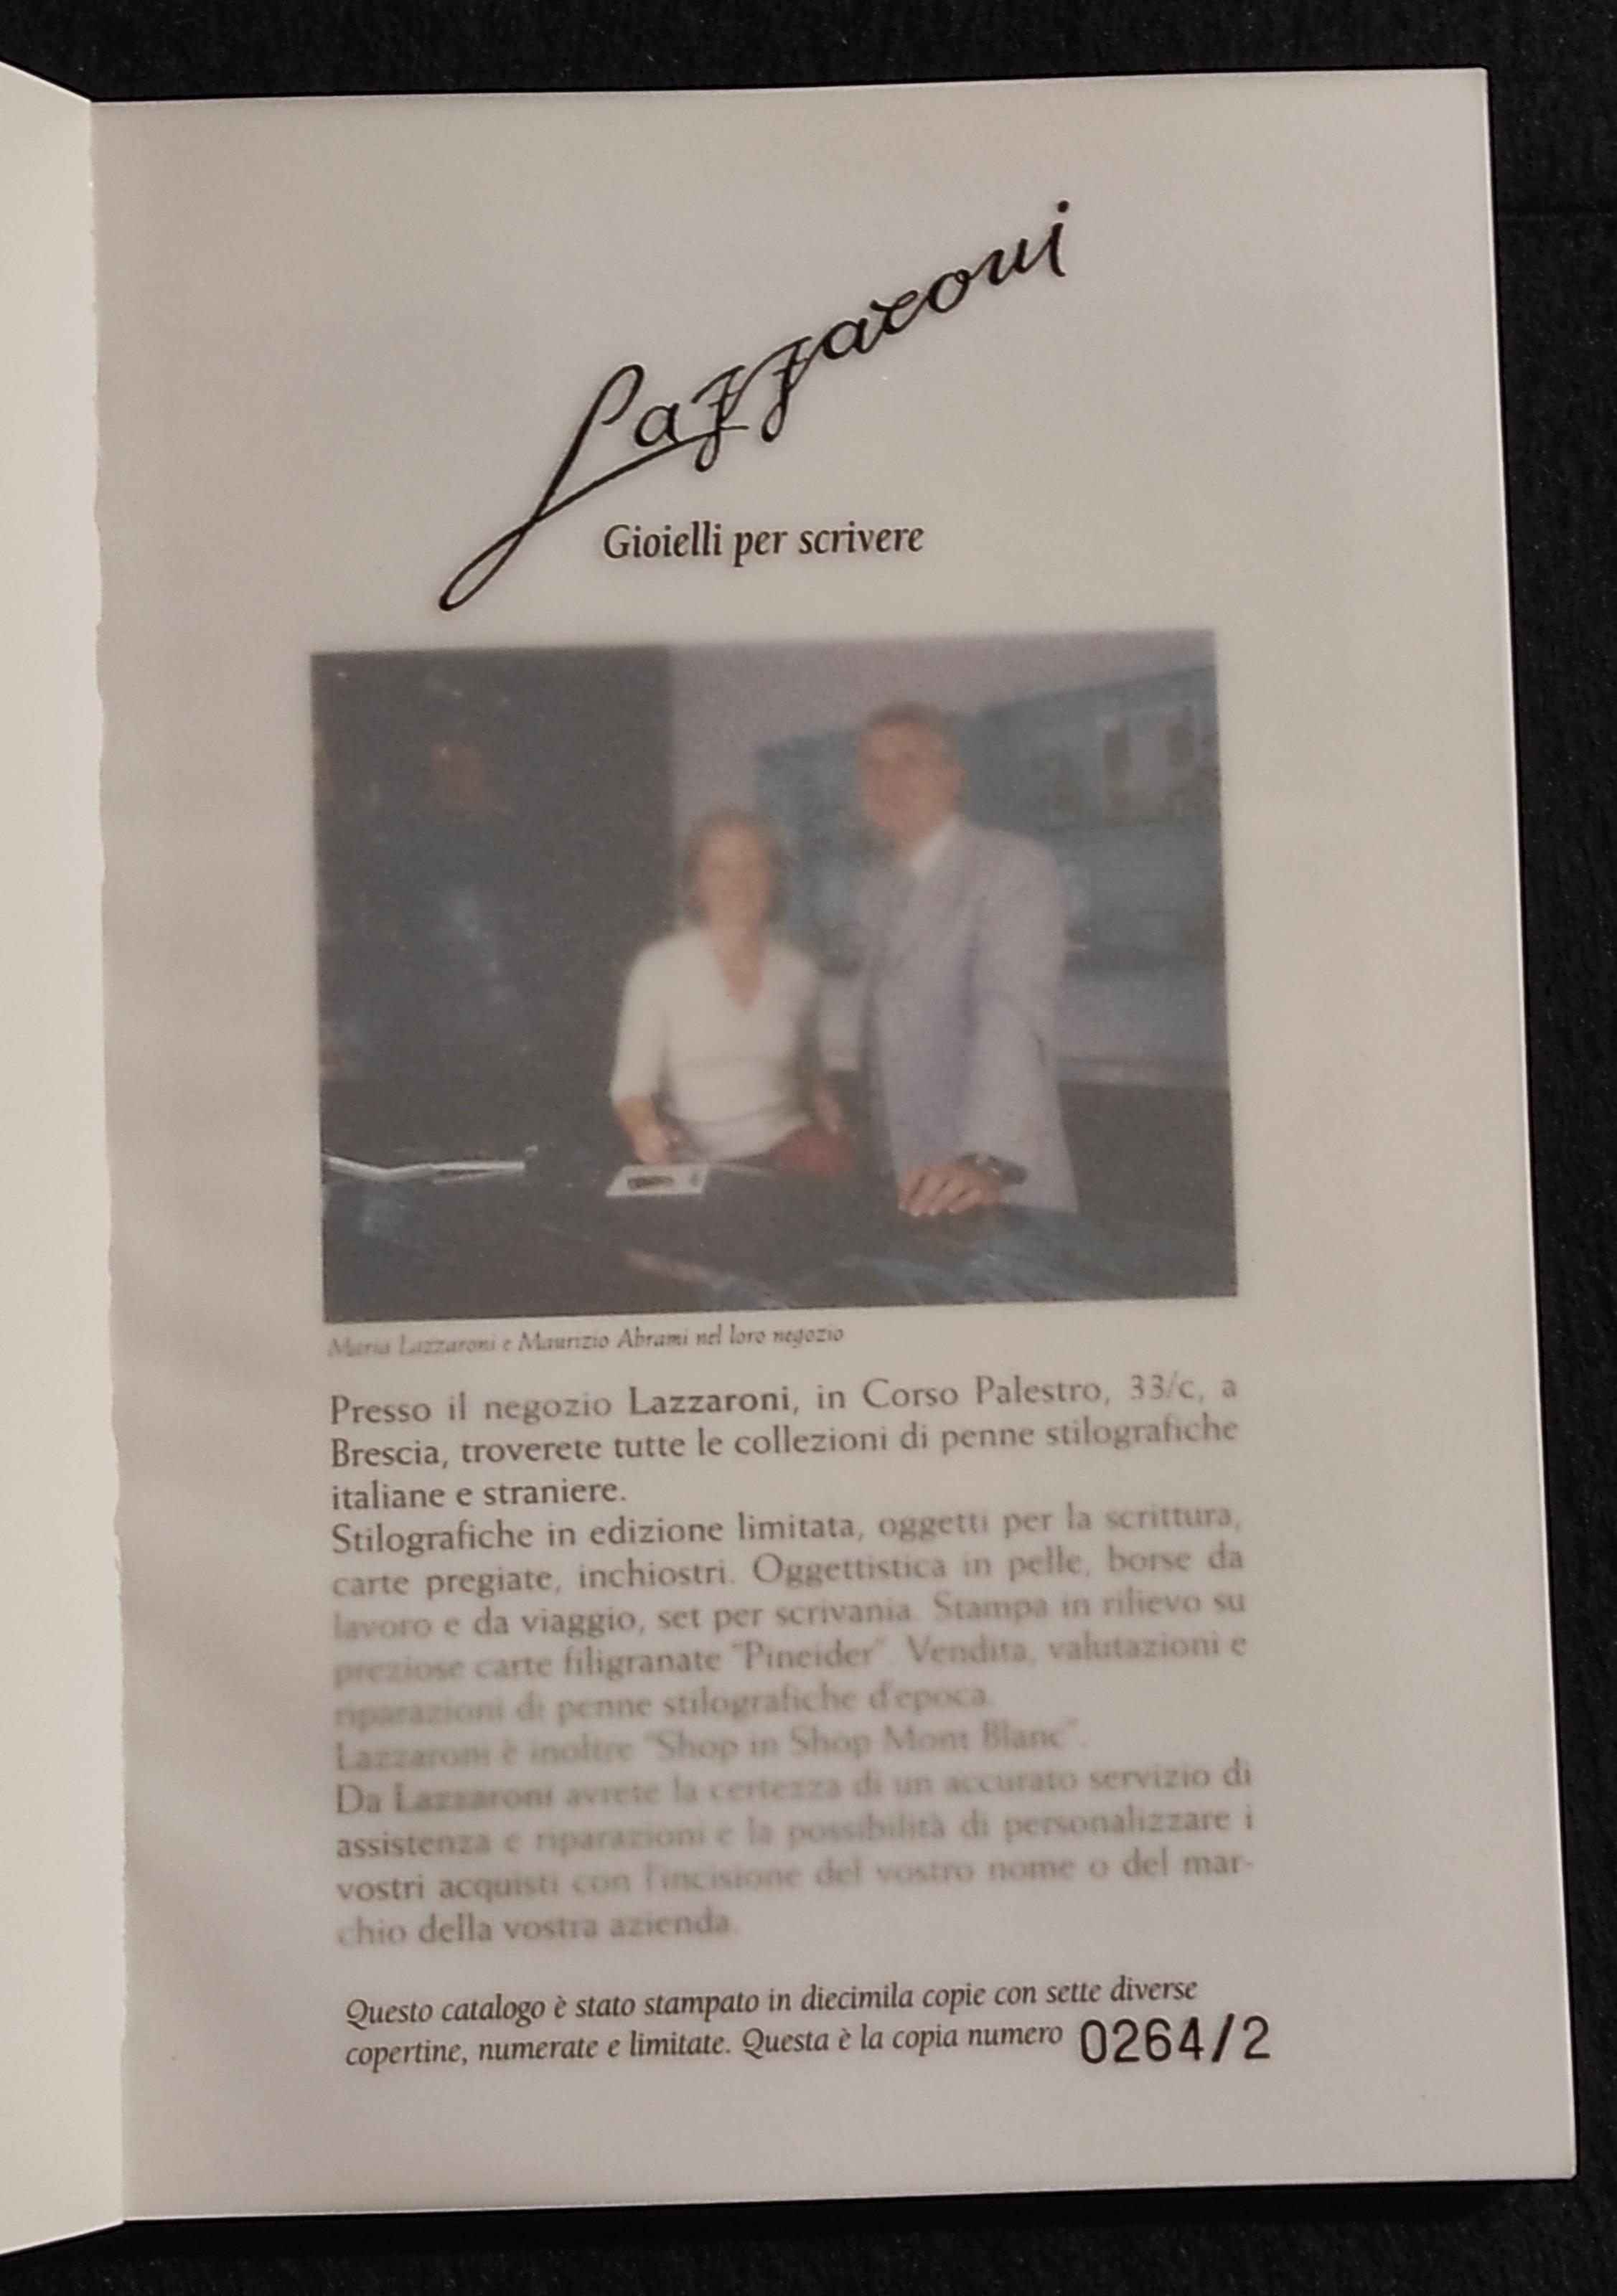 Lazzaroni
Gioielli per scrivere
Maria Lazzaroni e Maurizio Abrami nel loro negozio
Presso il negozio Lazzaroni, in Corso Palestro, 33/c, a
Brescia, troverete tutte le collezioni di penne stilografiche
italiane e straniere.
Stilografiche in edizione limitata, oggetti per la scrittura,
carte pregiate, inchiostri. Oggettistica in pelle, borse da
lavoro e da viaggio, set per scrivania. Stampa in rilievo su
preziose carte filigranate "Pineider". Vendita, valutazioni e
riparazioni di penne stilografiche d'epoca.
Lazzaroni è inoltre "Shop in Shop Mont Blanc".
Da Lazzaroni avrete la certezza di un accurato servizio di
assistenza e riparazioni e la possibilità di personalizzare i
vostri acquisti con l'incisione del vostro nome o del mar-
chio della vostra azienda.
Questo catalogo è stato stampato in diecimila copie con sette diverse
copertine, numerate e limitate. Questa è la copia numero 0264/2